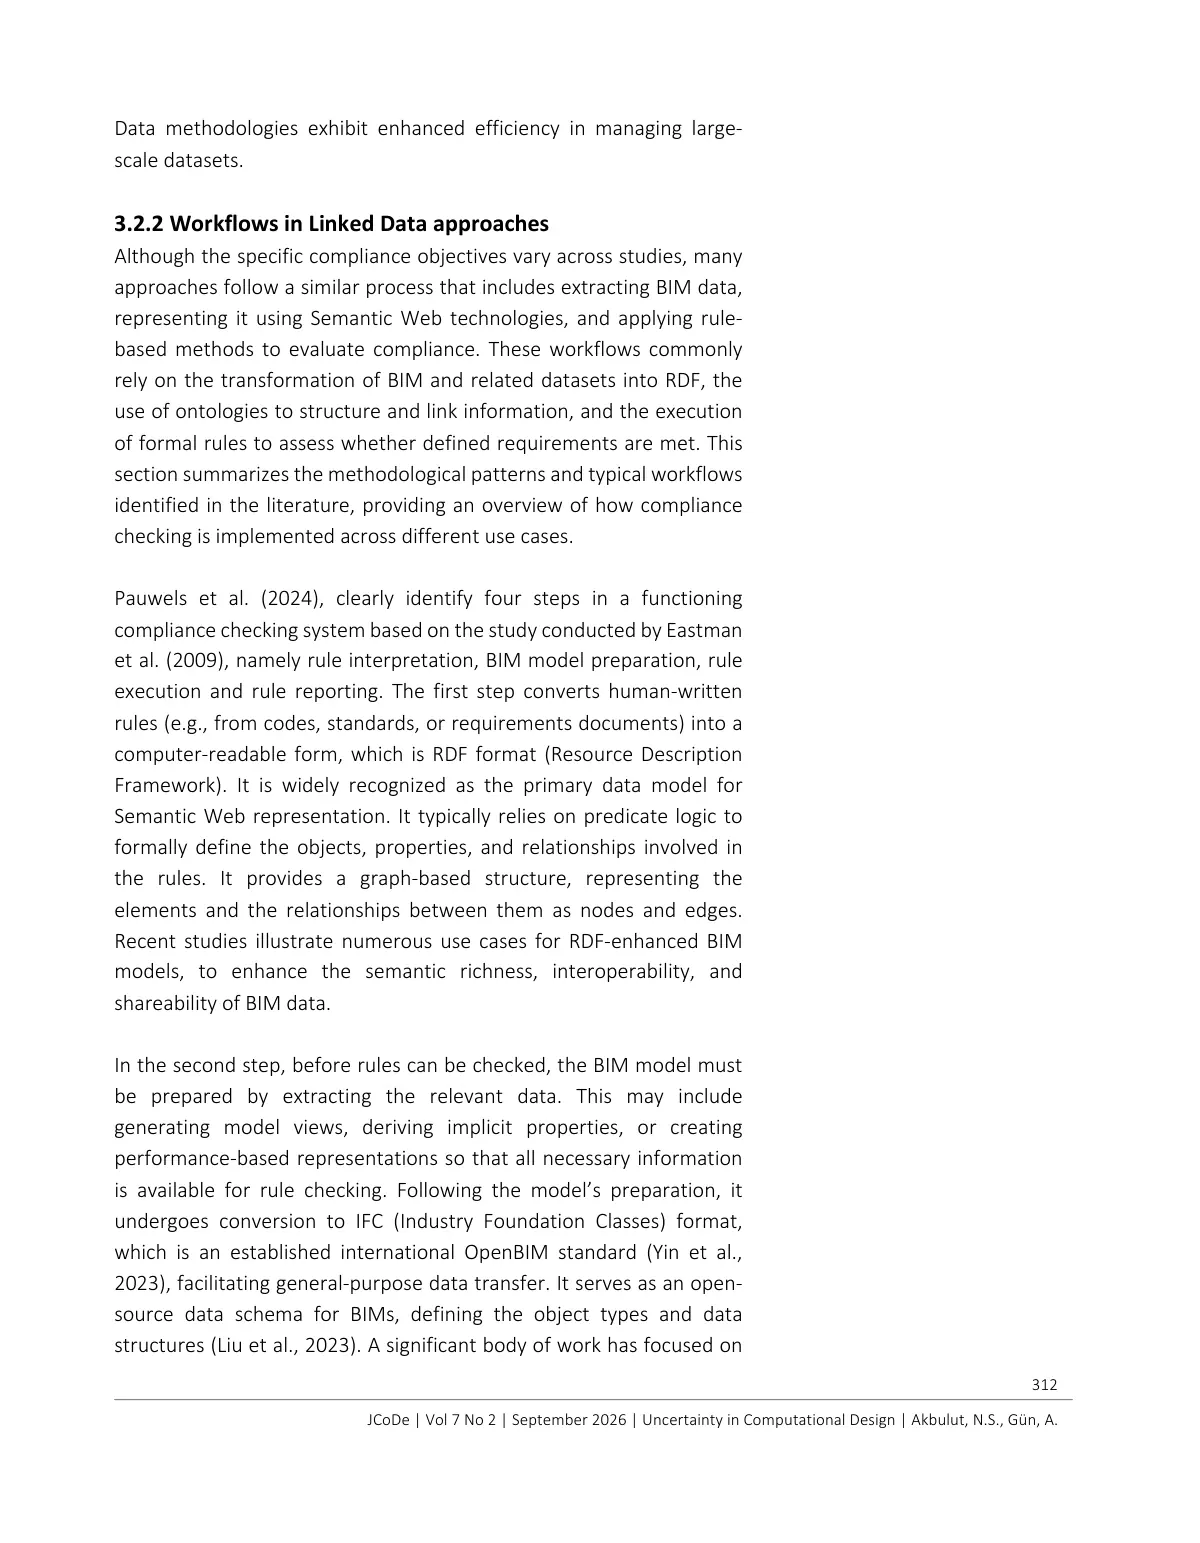 Data methodologies exhibit enhanced efficiency in managing large-
scale datasets.
3.2.2 Workflows in Linked Data approaches
Although the specific compliance objectives vary across studies, many
approaches follow a similar process that includes extracting BIM data,
representing it using Semantic Web technologies, and applying rule-
based methods to evaluate compliance. These workflows commonly
rely on the transformation of BIM and related datasets into RDF, the
use of ontologies to structure and link information, and the execution
of formal rules to assess whether defined requirements are met. This
section summarizes the methodological patterns and typical workflows
identified in the literature, providing an overview of how compliance
checking is implemented across different use cases.
Pauwels et al. (2024), clearly identify four steps in a functioning
compliance checking system based on the study conducted by Eastman
et al. (2009), namely rule interpretation, BIM model preparation, rule
execution and rule reporting. The first step converts human-written
rules (e.g., from codes, standards, or requirements documents) into a
computer-readable form, which is RDF format (Resource Description
Framework). It is widely recognized as the primary data model for
Semantic Web representation. It typically relies on predicate logic to
formally define the objects, properties, and relationships involved in
the rules. It provides a graph-based structure, representing the
elements and the relationships between them as nodes and edges.
Recent studies illustrate numerous use cases for RDF-enhanced BIM
models, to enhance the semantic richness, interoperability, and
shareability of BIM data.
In the second step, before rules can be checked, the BIM model must
be prepared by extracting the relevant data. This may include
generating model views, deriving implicit properties, or creating
performance-based representations so that all necessary information
is available for rule checking. Following the model’s preparation, it
undergoes conversion to IFC (Industry Foundation Classes) format,
which is an established international OpenBIM standard (Yin et al.,
2023), facilitating general-purpose data transfer. It serves as an open-
source data schema for BIMs, defining the object types and data
structures (Liu et al., 2023). A significant body of work has focused on
312
JCoDe | Vol 7 No 2 | September 2026 | Uncertainty in Computational Design | Akbulut, N.S., Gün, A.